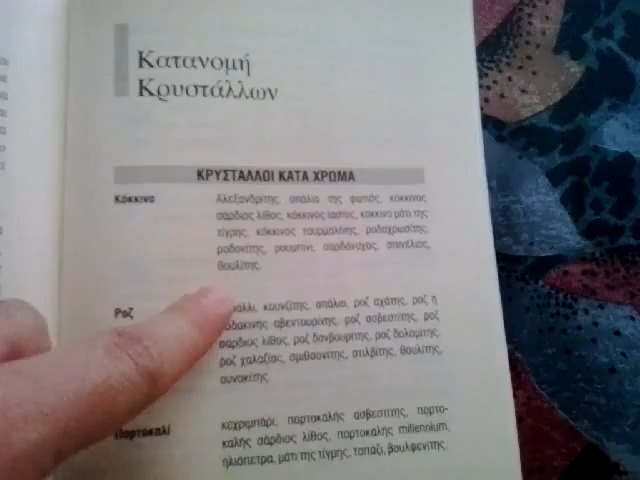 Κατανομή
Κρυστάλλων
ΚΡΥΣΤΑΛΛΟΙ ΚΑΤΑ ΧΡΩΜΑ
Κόκκινο
Αλεξανδρίτης, οπάλιο της φωτιάς, κόκκινος
σάρδιος λίθος, κόκκινος ίασπις, κόκκινο μάτι της
τίγρης, κόκκινος τουρμαλίνης, ροδοχρωσίτης,
ροδονίτης, ρουμπίνι, σαρδόνυχας, σπινέλιος,
θουλίτης.
Ροζ
κουνζίτης, οπάλιο, ροζ αχάτης, ροζ ή
αβεντουρίνης, ροζ ασβεστίτης, ροζ
σάρδιος λίθος, ροζ δανβουρίτης, ροζ δολομίτης,
ροζ χαλαζίας, σμιθσονίτης, στιλβίτης, θουλίτης,
ουνακίτης.
κεχριμπάρι, πορτοκαλής ασβεστίτης, πορτο-
καλής σάρδιος λίθος, πορτοκαλής millennium,
ηλιόπετρα, μάτι της τίγρης, τοπάζι, βουλφενίτης.